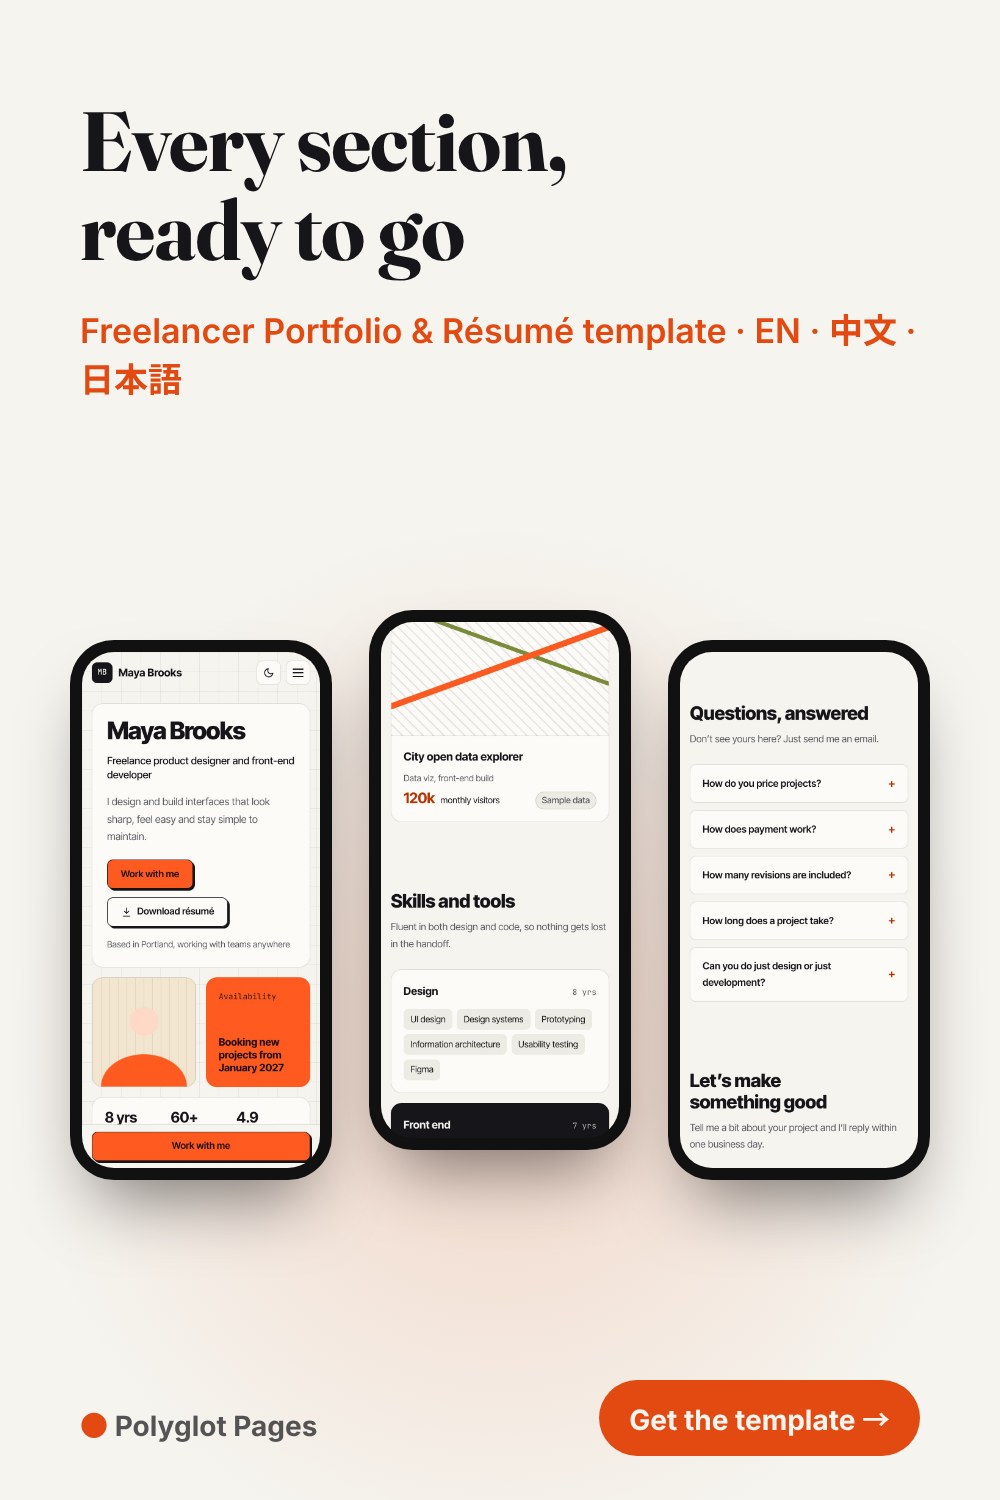 Every section,
ready to go
Freelancer Portfolio & Résumé template · EN · 中文 ·
日本語
MB
Maya Brooks
Maya Brooks
Freelance product designer and front-end
developer
I design and build interfaces that look
sharp, feel easy and stay simple to
maintain.
Work with me
Download résumé
Based in Portland, working with teams anywhere
Availability
Booking new
projects from
January 2027
8 yrs
60+
4.9
Work with me
City open data explorer
Data viz, front-end build
120k monthly visitors
Sample data
Skills and tools
Fluent in both design and code, so nothing gets lost
in the handoff.
Design
8 yrs
UI design
Design systems
Prototyping
Information architecture
Usability testing
Figma
Front end
7 yrs
Questions, answered
Don't see yours here? Just send me an email.
How do you price projects?
+
How does payment work?
+
How many revisions are included?
+
How long does a project take?
+
Can you do just design or just
development?
+
Let's make
something good
Tell me a bit about your project and I'll reply within
one business day.
Polyglot Pages
Get the template →